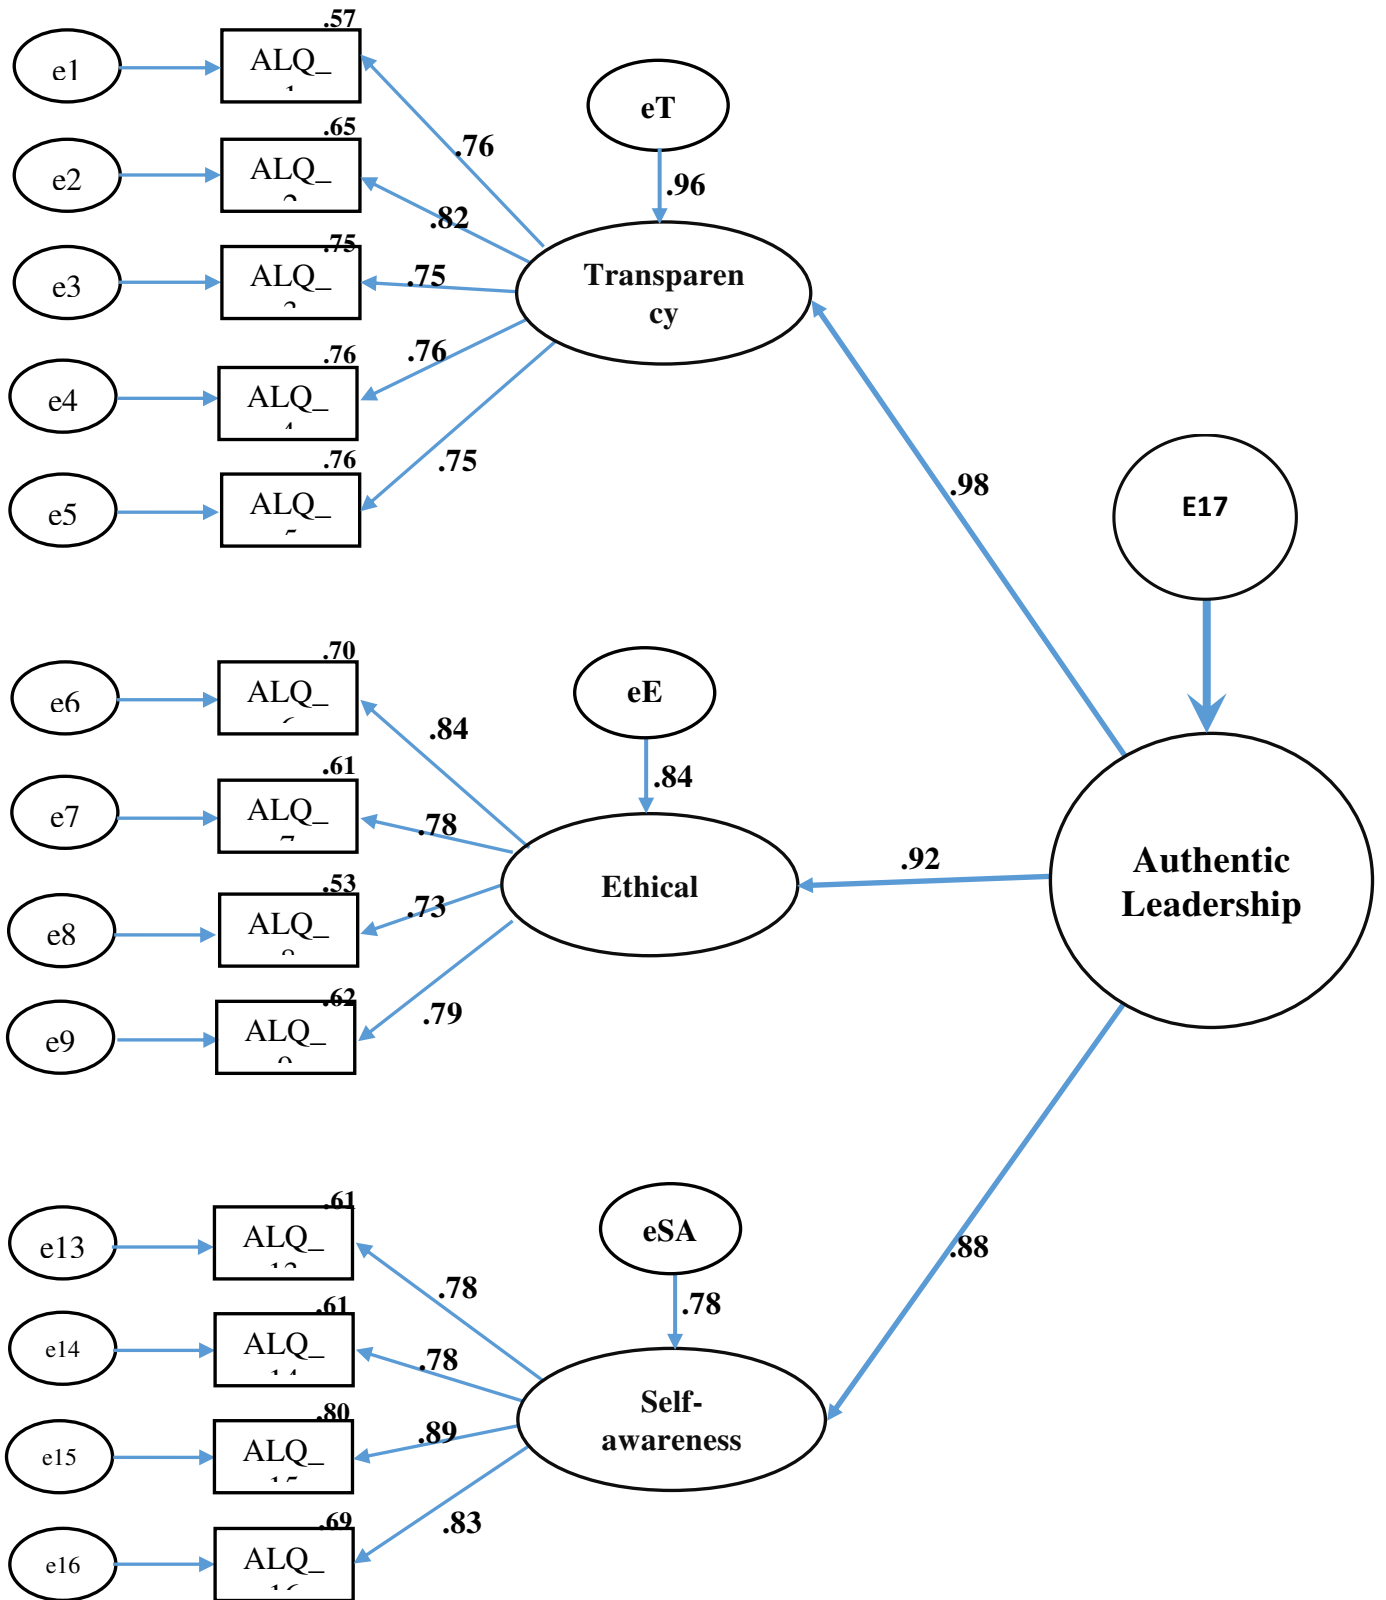 .57
e1
ALQ_
.76
eT
.96
.65
e2
ALQ_
.82
.75
e3
ALQ_
.75
Transparen
cy
.76
e4
ALQ_
.76
.76
e5
ALQ_
.75
.98
E17
.70
e6
ALQ_
.84
eE
.84
.61
e7
ALQ_
.78
.53
e8
ALQ_
.73
Ethical
.92
Authentic
Leadership
.62
e9
ALQ_
.79
.61
e13
ALQ_
.78
eSA
.78
.88
.61
e14
ALQ_
.78
.80
e15
ALQ_
.89
Self-
awareness
.69
e16
ALQ_
.83